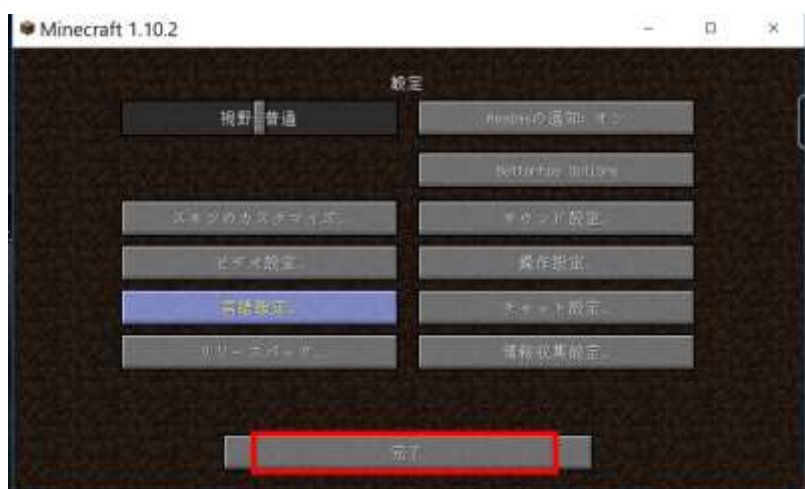 Minecraft 1.10.2
設定
視野: 普通
Realmsの通知: オン
BetterFps Options
スキンのカスタマイズ...
サウンド設定...
ビデオ設定...
操作設定...
言語設定...
チャット設定...
リソースパック...
情報収集設定...
完了